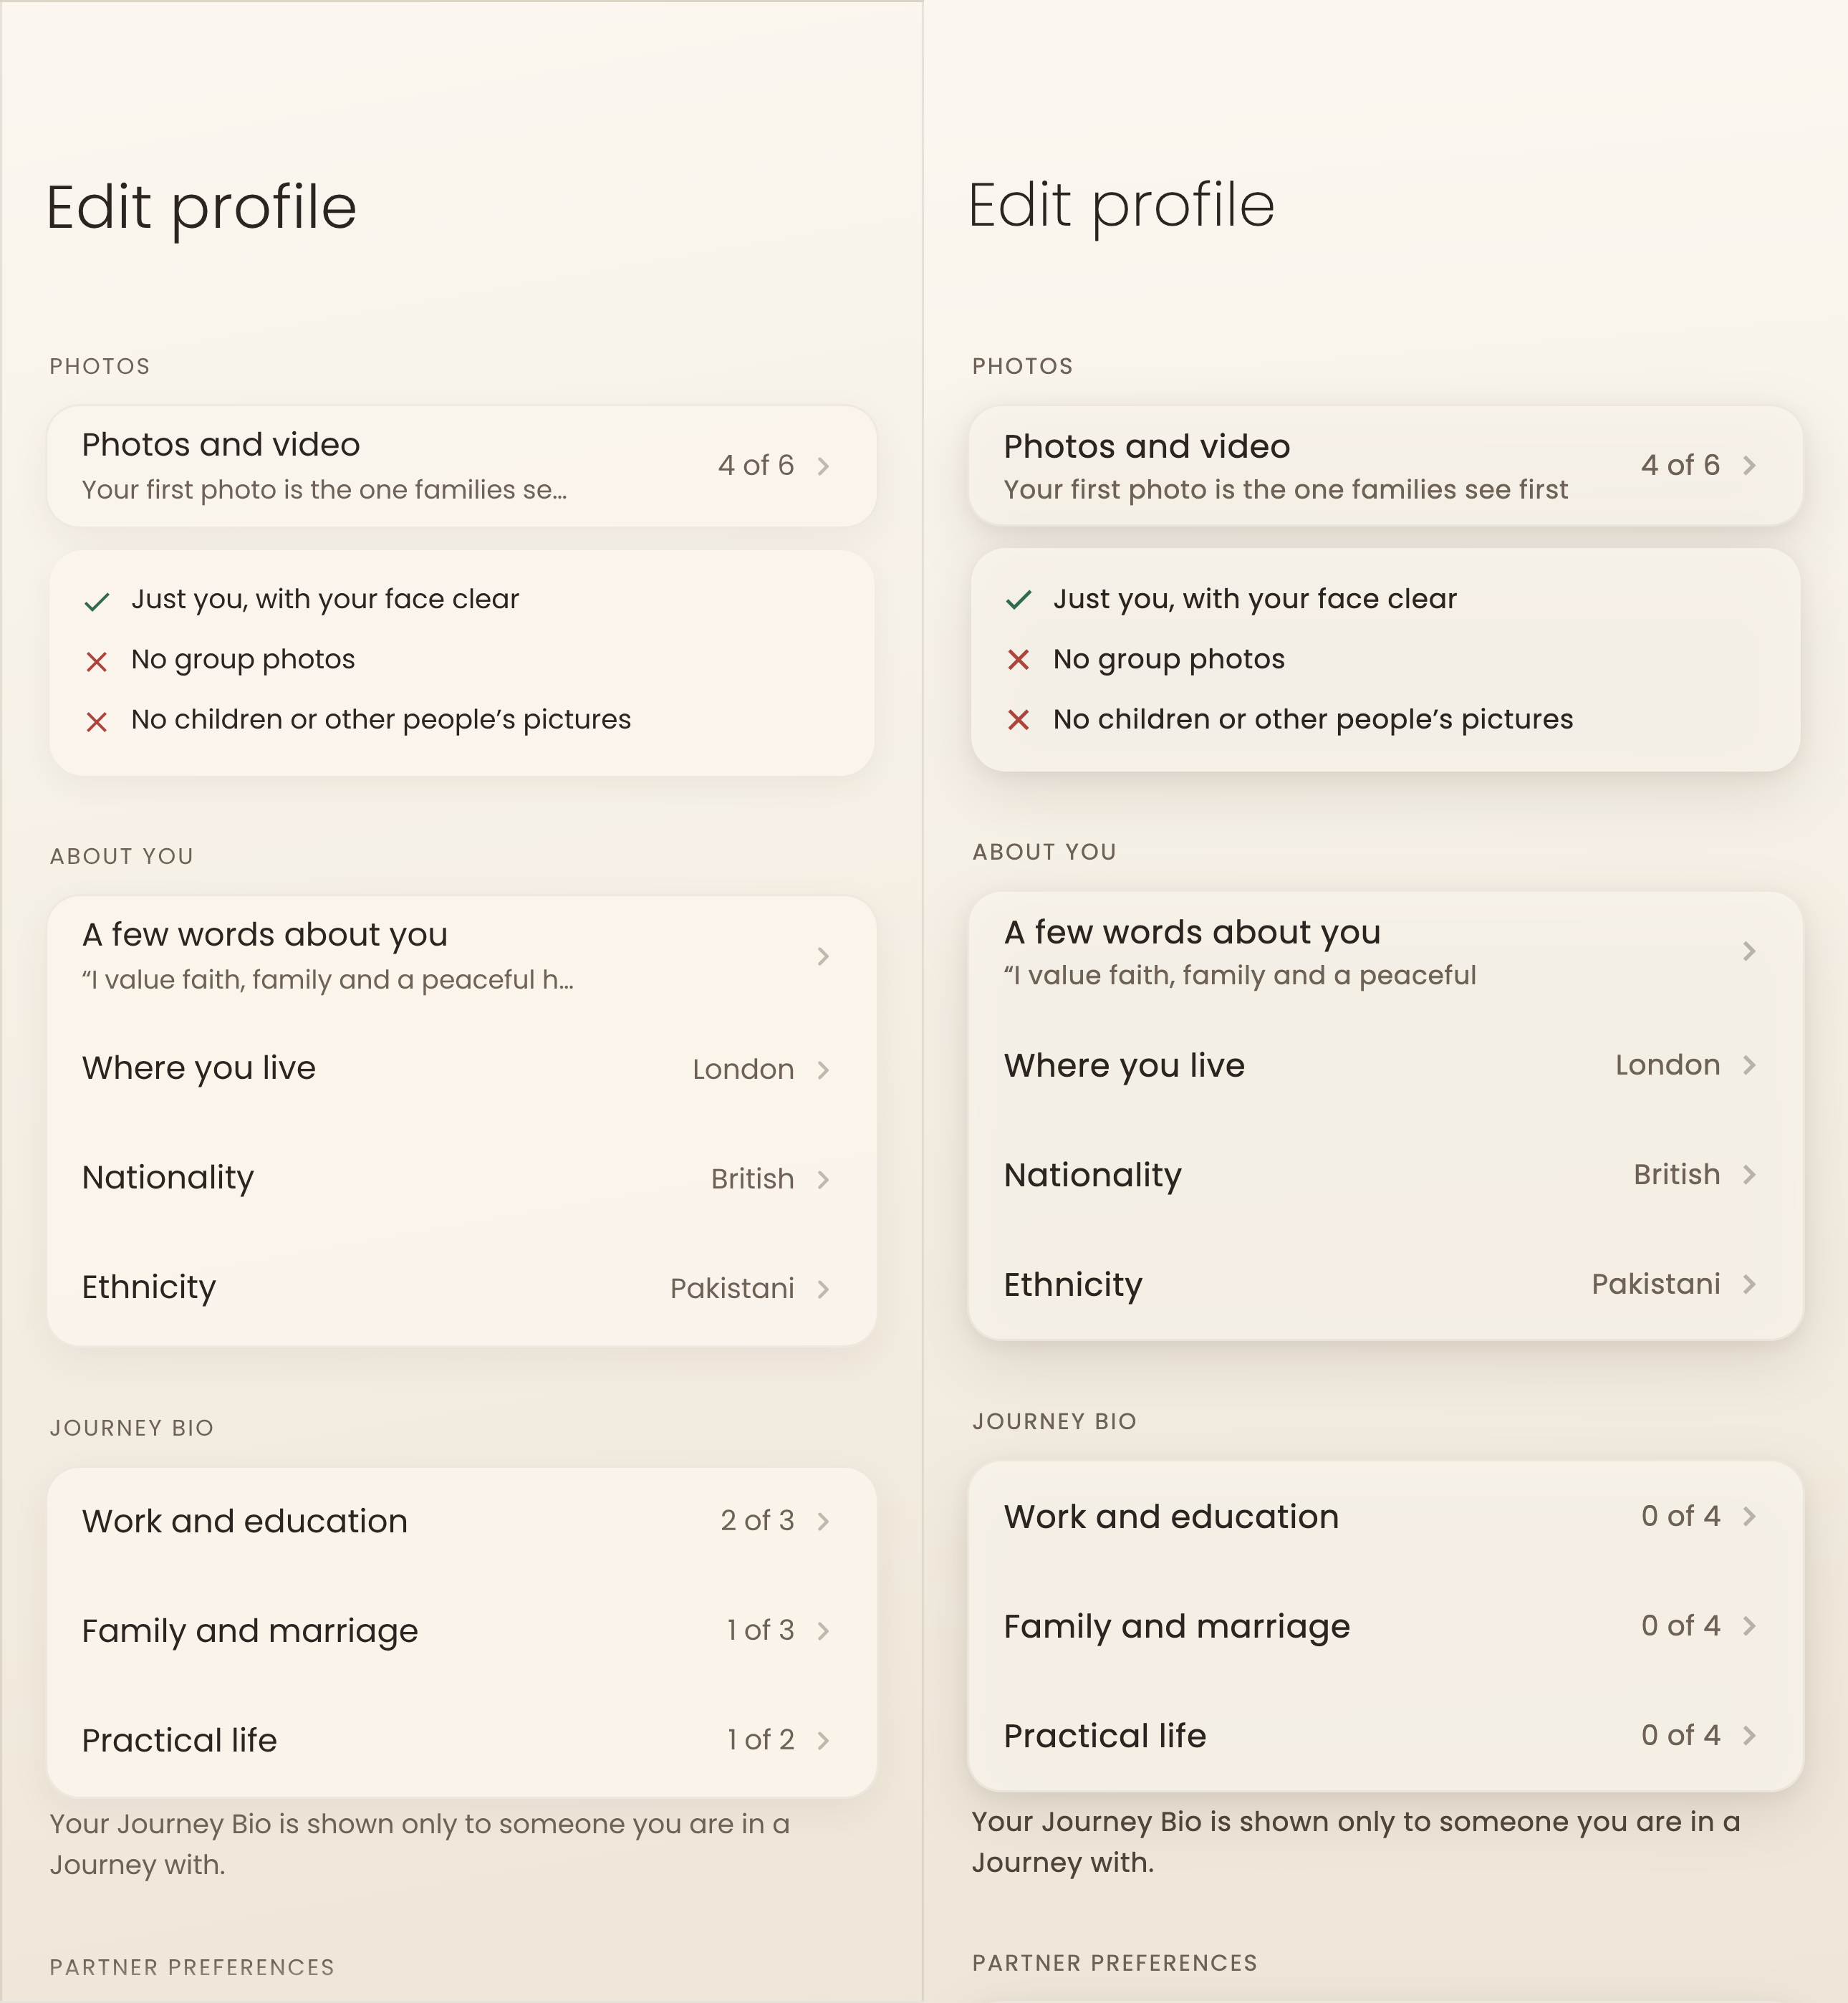 Edit profile
PHOTOS
Photos and video
Your first photo is the one families se...
4 of 6
Just you, with your face clear
No group photos
No children or other people’s pictures
ABOUT YOU
A few words about you
“I value faith, family and a peaceful h...
Where you live
London
Nationality
British
Ethnicity
Pakistani
JOURNEY BIO
Work and education
2 of 3
Family and marriage
1 of 3
Practical life
1 of 2
Your Journey Bio is shown only to someone you are in a
Journey with.
PARTNER PREFERENCES
Edit profile
PHOTOS
Photos and video
Your first photo is the one families see first
4 of 6
Just you, with your face clear
No group photos
No children or other people’s pictures
ABOUT YOU
A few words about you
“I value faith, family and a peaceful
Where you live
London
Nationality
British
Ethnicity
Pakistani
JOURNEY BIO
Work and education
0 of 4
Family and marriage
0 of 4
Practical life
0 of 4
Your Journey Bio is shown only to someone you are in a
Journey with.
PARTNER PREFERENCES